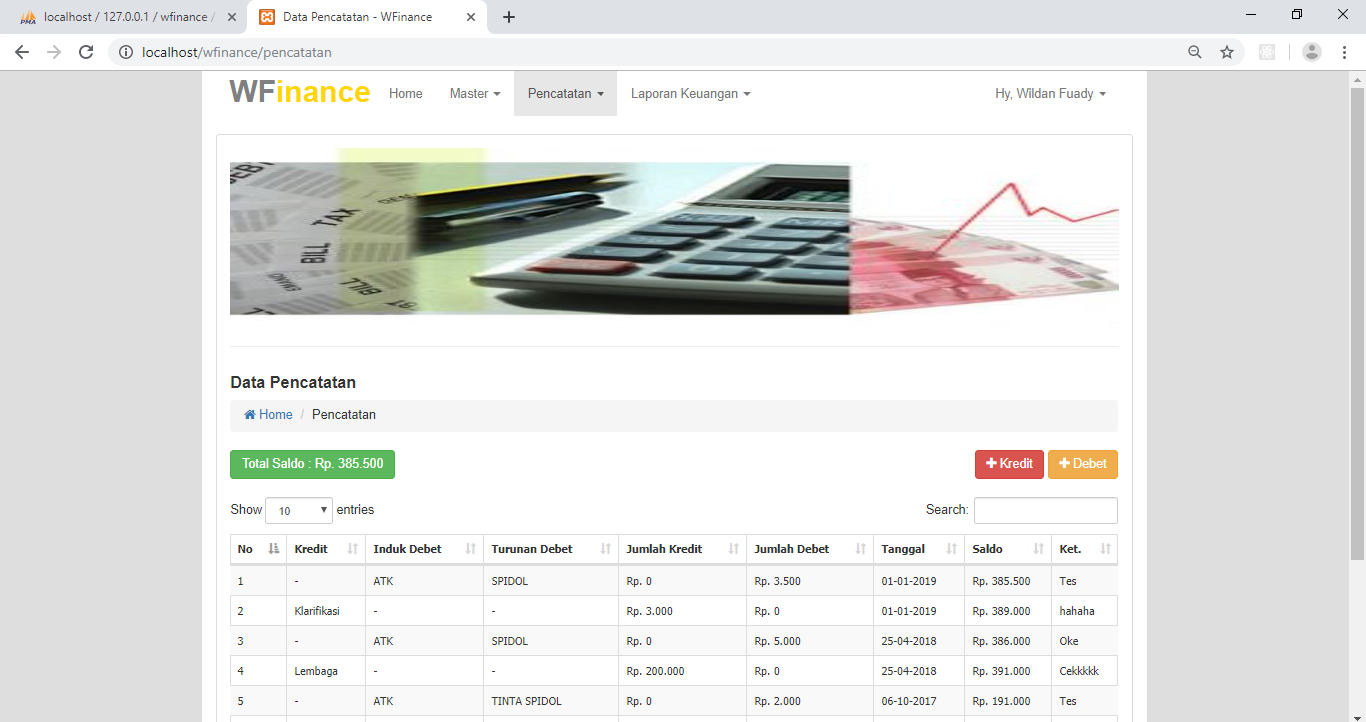 localhost / 127.0.0.1 / wfinance /
Data Pencatatan - WFinance
localhost/wfinance/pencatatan
WFinance Home Master Pencatatan Laporan Keuangan Hy, Wildan Fuady
DEBT
TAX
BILL
BILL
Data Pencatatan
Home / Pencatatan
Total Saldo : Rp. 385.500 Kredit Debet
Show 10 entries Search:
No Kredit Induk Debet Turunan Debet Jumlah Kredit Jumlah Debet Tanggal Saldo Ket.
1 - ATK SPIDOL Rp. 0 Rp. 3.500 01-01-2019 Rp. 385.500 Tes
2 Klarifikasi - - Rp. 3.000 Rp. 0 01-01-2019 Rp. 389.000 hahaha
3 - ATK SPIDOL Rp. 0 Rp. 5.000 25-04-2018 Rp. 386.000 Oke
4 Lembaga - - Rp. 200.000 Rp. 0 25-04-2018 Rp. 391.000 Cekkkkk
5 - ATK TINTA SPIDOL Rp. 0 Rp. 2.000 06-10-2017 Rp. 191.000 Tes